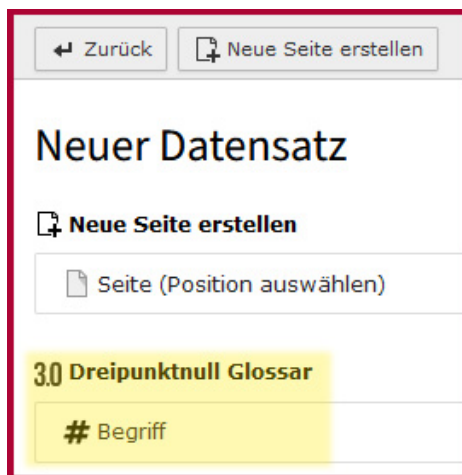 Zurück Neue Seite erstellen
Neuer Datensatz
Neue Seite erstellen
Seite (Position auswählen)
3.0 Dreipunktnull Glossar
# Begriff